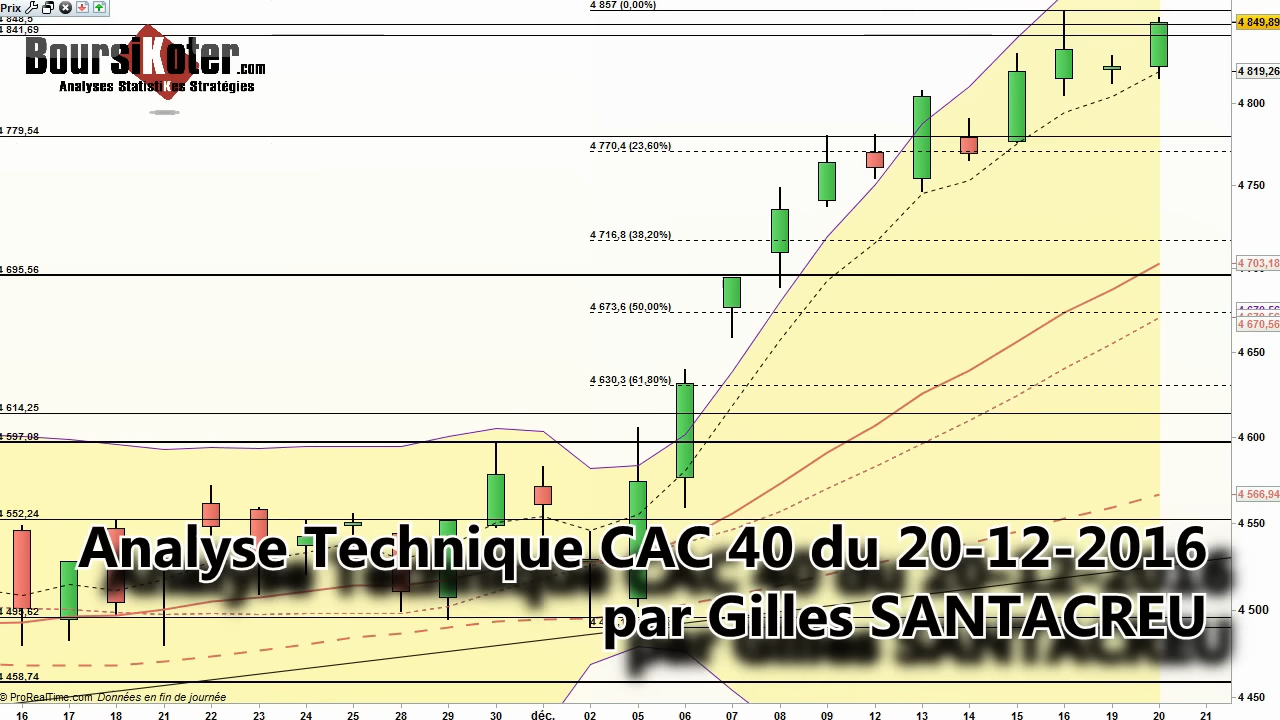 Prix
4 857 (0,00%)
4 848,5
4 841,69
4 849,89
BoursiKoter.com
Analyses StatistiKes Stratégies
4 819,26
4 800
4 779,54
4 770,4 (23,60%)
4 750
4 716,8 (38,20%)
4 703,18
4 695,56
4 673,6 (50,00%)
4 670,56
4 650
4 630,3 (61,80%)
4 614,25
4 600
4 597,08
4 566,94
4 552,24
4 550
Analyse Technique CAC 40 du 20-12-2016
4 500
par Gilles SANTACREU
4 458,74
© ProRealTime.com Données en fin de journée
4 450
16 17 18 21 22 23 24 25 28 29 30 déc. 02 05 06 07 08 09 12 13 14 15 16 19 20 21